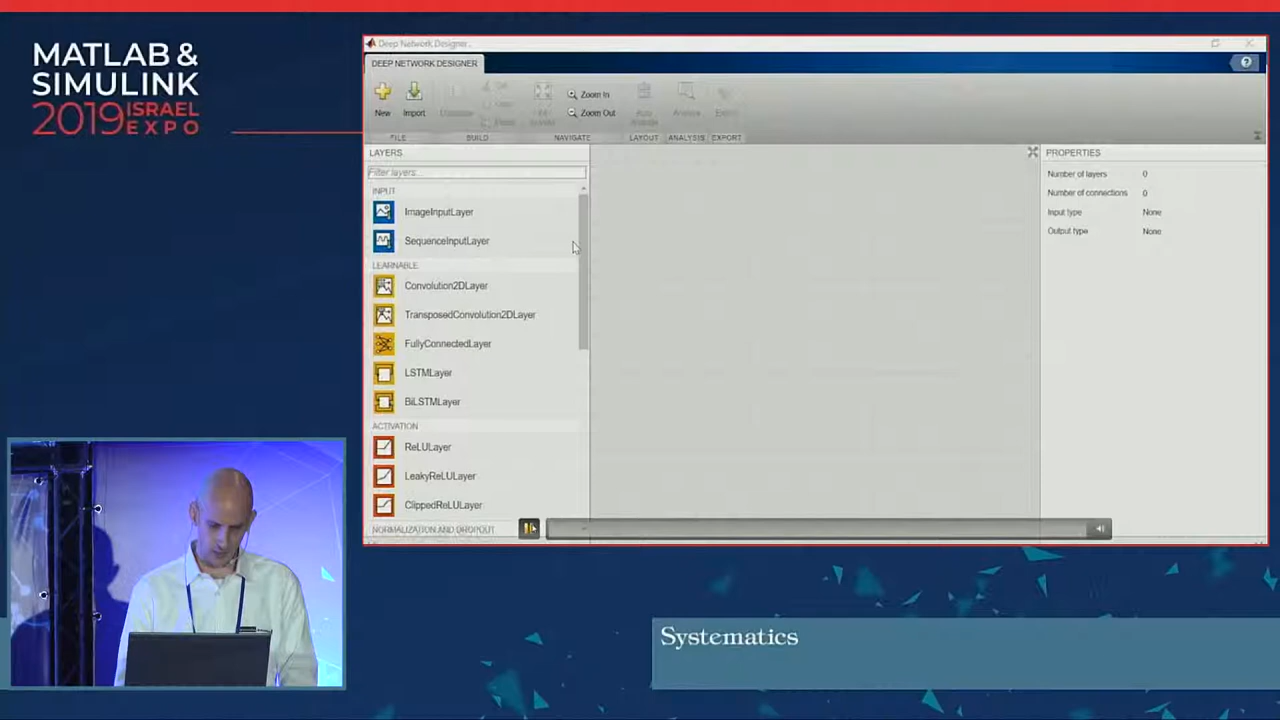 MATLAB &
SIMULINK
2019 ISRAEL
EXPO
Deep Network Designer
DEEP NETWORK DESIGNER
New
Import
Zoom In
Zoom Out
FILE
BUILD
NAVIGATE
LAYOUT
ANALYSIS
EXPORT
LAYERS
Filter layers...
INPUT
ImageInputLayer
SequenceInputLayer
LEARNABLE
Convolution2DLayer
TransposedConvolution2DLayer
FullyConnectedLayer
LSTMLayer
BiLSTMLayer
ACTIVATION
ReLULayer
LeakyReLULayer
ClippedReLULayer
NORMALIZATION AND DROPOUT
PROPERTIES
Number of layers 0
Number of connections 0
Input type None
Output type None
Systematics